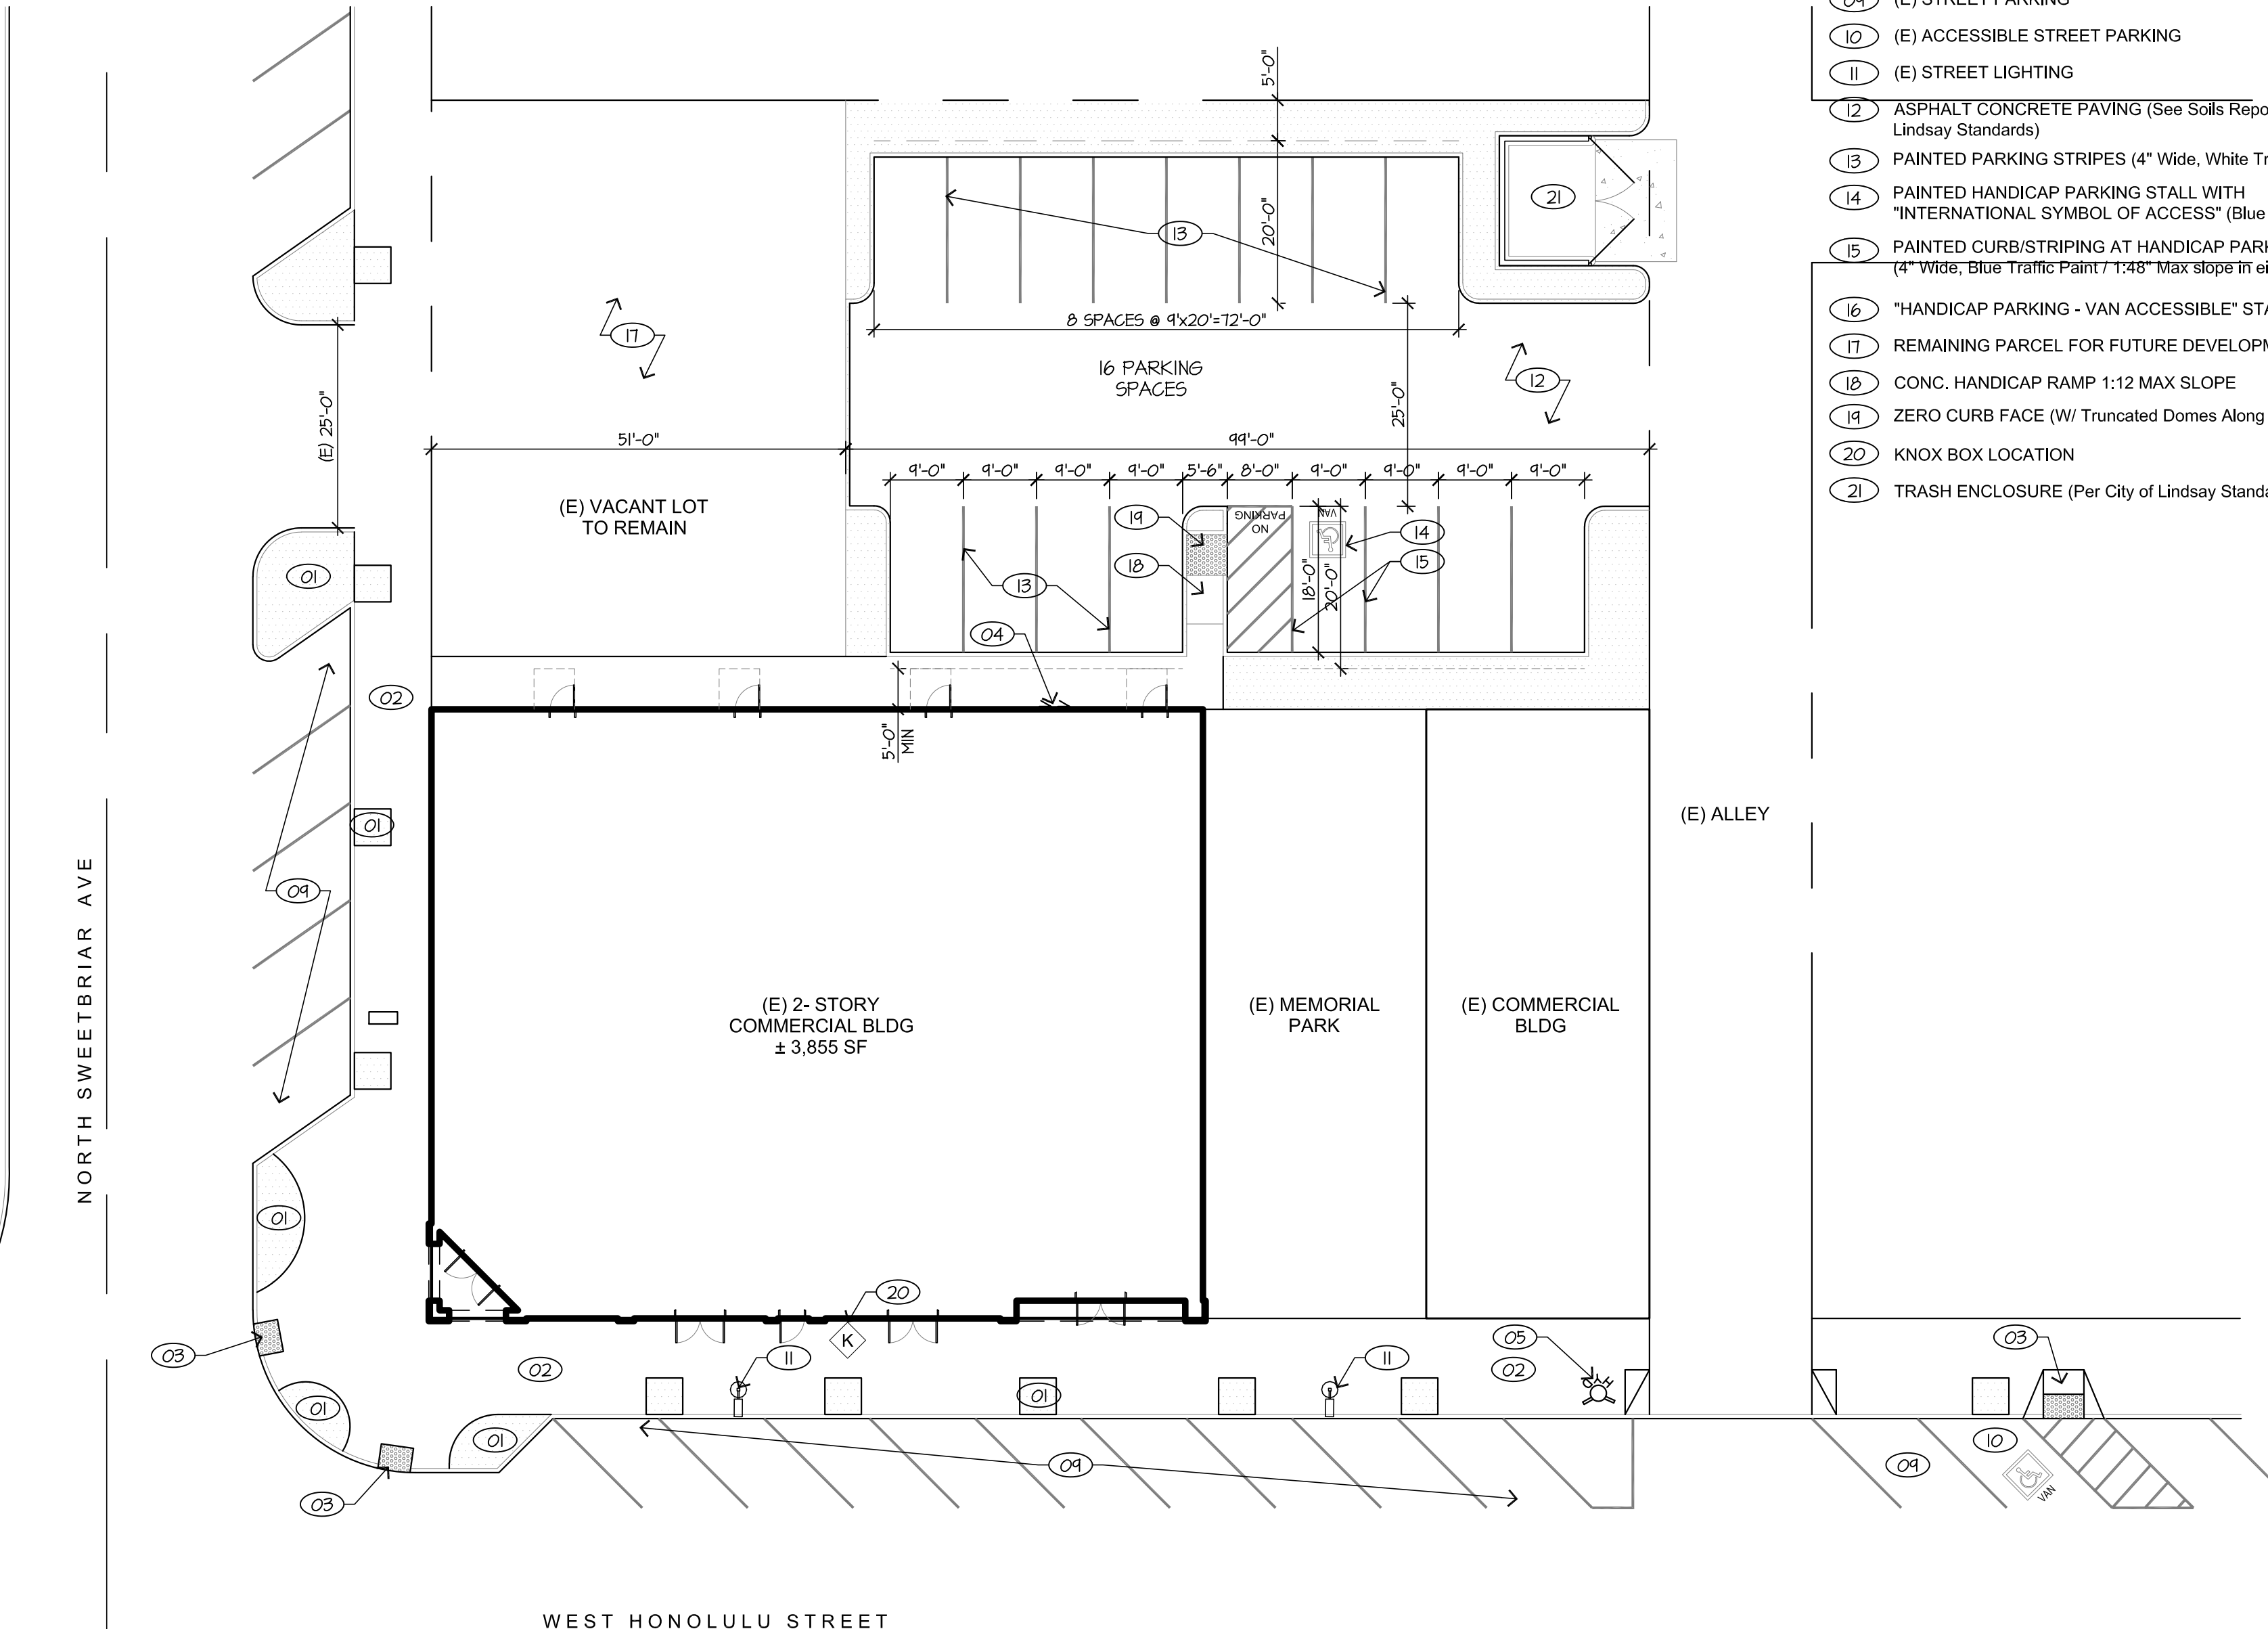 09 (E) STREET PARKING
10 (E) ACCESSIBLE STREET PARKING
11 (E) STREET LIGHTING
12 ASPHALT CONCRETE PAVING (See Soils Repo
Lindsay Standards)
13 PAINTED PARKING STRIPES (4" Wide, White Tr
14 PAINTED HANDICAP PARKING STALL WITH
"INTERNATIONAL SYMBOL OF ACCESS" (Blue
15 PAINTED CURB/STRIPING AT HANDICAP PARK
(4" Wide, Blue Traffic Paint / 1:48" Max slope in ei
16 "HANDICAP PARKING - VAN ACCESSIBLE" STA
17 REMAINING PARCEL FOR FUTURE DEVELOPM
18 CONC. HANDICAP RAMP 1:12 MAX SLOPE
19 ZERO CURB FACE (W/ Truncated Domes Along
20 KNOX BOX LOCATION
21 TRASH ENCLOSURE (Per City of Lindsay Standa
5'-0"
20'-0"
21
13
8 SPACES @ 9'x20'=72'-0"
17
16 PARKING
SPACES
12
25'-0"
(E) 25'-0"
51'-0"
99'-0"
9'-0" 9'-0" 9'-0" 9'-0" 5'-6" 8'-0" 9'-0" 9'-0" 9'-0" 9'-0"
(E) VACANT LOT
TO REMAIN
NO
PARKING
VAN
19
14
18
15
18'-0"
20'-0"
01
13
04
02
5'-0"
MIN
01
(E) ALLEY
09
NORTH SWEETBRIAR AVE
(E) 2- STORY
COMMERCIAL BLDG
± 3,855 SF
(E) MEMORIAL
PARK
(E) COMMERCIAL
BLDG
01
20
K
03
02
11
11
05
02
HYD
03
01
01
01
10
09
09
VAN
03
WEST HONOLULU STREET